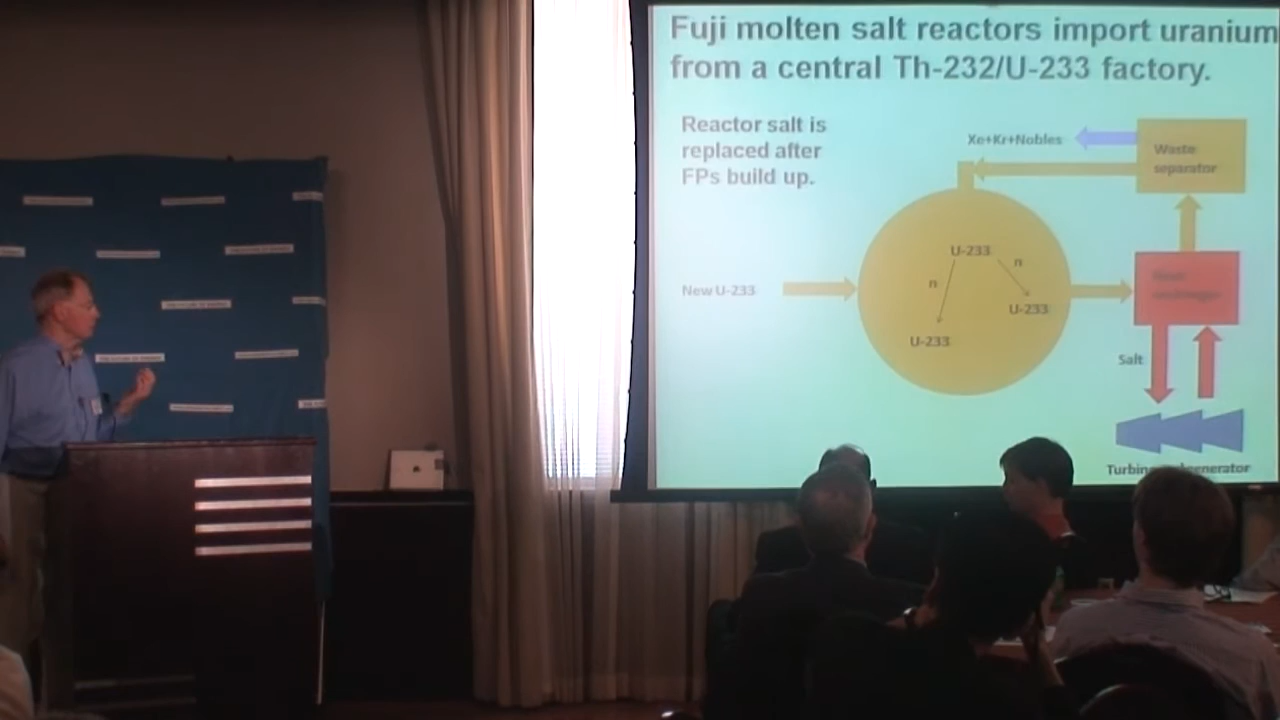 Fuji molten salt reactors import uranium
from a central Th-232/U-233 factory.
Reactor salt is
replaced after
FPs build up.
Xe+Kr+Nobles
Waste
separator
U-233
n
n
New U-233
U-233
U-233
Salt